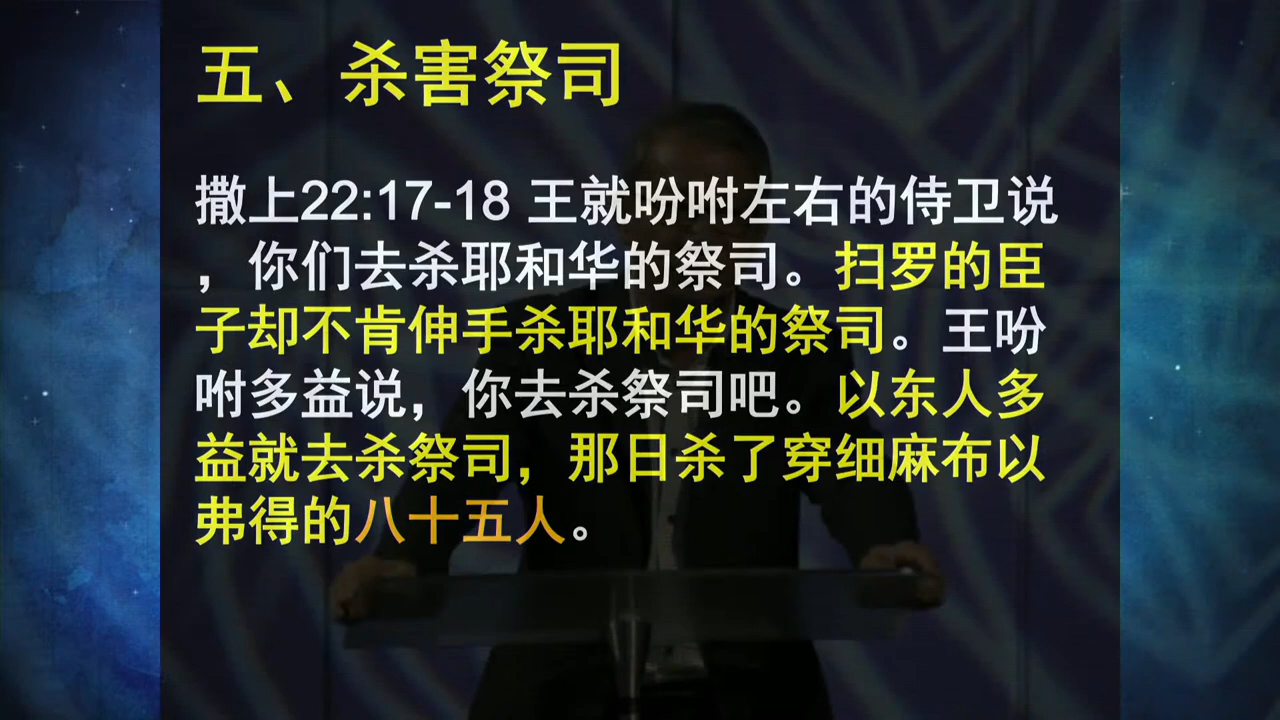 五、杀害祭司
撒上22:17-18 王就吩咐左右的侍卫说
，你们去杀耶和华的祭司。扫罗的臣
子却不肯伸手杀耶和华的祭司。王吩
咐多益说，你去杀祭司吧。以东人多
益就去杀祭司，那日杀了穿细麻布以
弗得的八十五人。